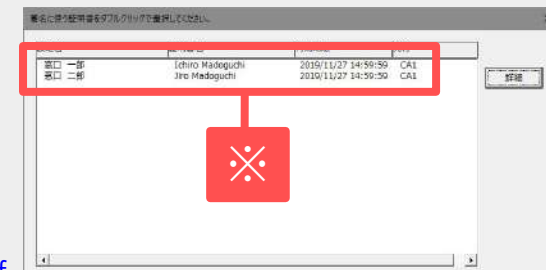 署名に使う証明書をダブルクリックで選択してください。
窓口 一郎 Ichiro Madoguchi 2019/11/27 14:59:59 CA1
窓口 二郎 Jiro Madoguchi 2019/11/27 14:59:59 CA1
詳細
※